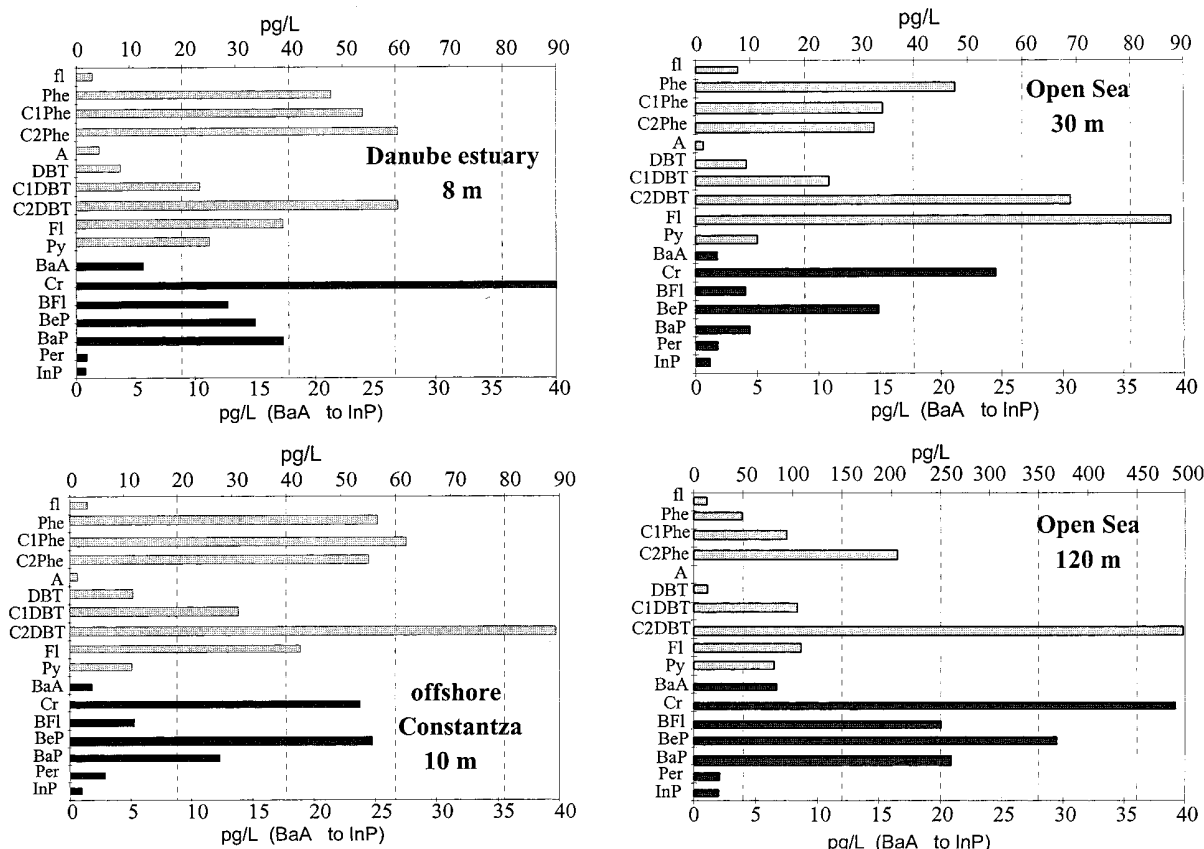 pg/L
0 10 20 30 40 50 60 70 80 90
fl
Phe
C1Phe
C2Phe
A
DBT
C1DBT
C2DBT
Fl
Py
BaA
Cr
BFl
BeP
BaP
Per
InP
Danube estuary
8 m
0 5 10 15 20 25 30 35 40
pg/L (BaA to InP)
pg/L
0 10 20 30 40 50 60 70 80 90
fl
Phe
C1Phe
C2Phe
A
DBT
C1DBT
C2DBT
Fl
Py
BaA
Cr
BFl
BeP
BaP
Per
InP
Open Sea
30 m
0 5 10 15 20 25 30 35 40
pg/L (BaA to InP)
pg/L
0 10 20 30 40 50 60 70 80 90
fl
Phe
C1Phe
C2Phe
A
DBT
C1DBT
C2DBT
Fl
Py
BaA
Cr
BFl
BeP
BaP
Per
InP
offshore
Constantza
10 m
0 5 10 15 20 25 30 35 40
pg/L (BaA to InP)
pg/L
0 50 100 150 200 250 300 350 400 450 500
fl
Phe
C1Phe
C2Phe
A
DBT
C1DBT
C2DBT
Fl
Py
BaA
Cr
BFl
BeP
BaP
Per
InP
Open Sea
120 m
0 5 10 15 20 25 30 35 40
pg/L (BaA to InP)